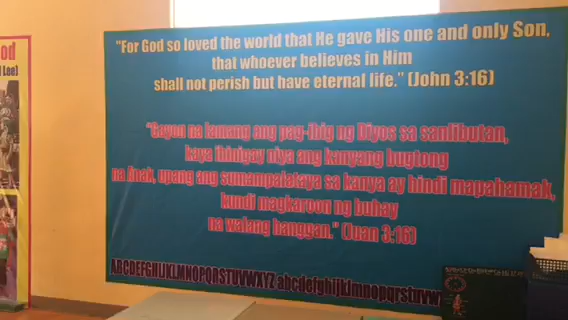 od
Lee)
"For God so loved the world that He gave His one and only Son,
that whoever believes in Him
shall not perish but have eternal life." (John 3:16)
"Gayon na lamang ang pag-ibig ng Diyos sa sanlibutan,
kaya ibinigay niya ang kanyang bugtong
na Anak, upang ang sumampalataya sa kanya ay hindi mapahamak,
kundi magkaroon ng buhay
na walang hanggan." (Juan 3:16)
ABCDEFGHIJKLMNOPQRSTUVWXYZ abcdefghijklmnopqrstuvw